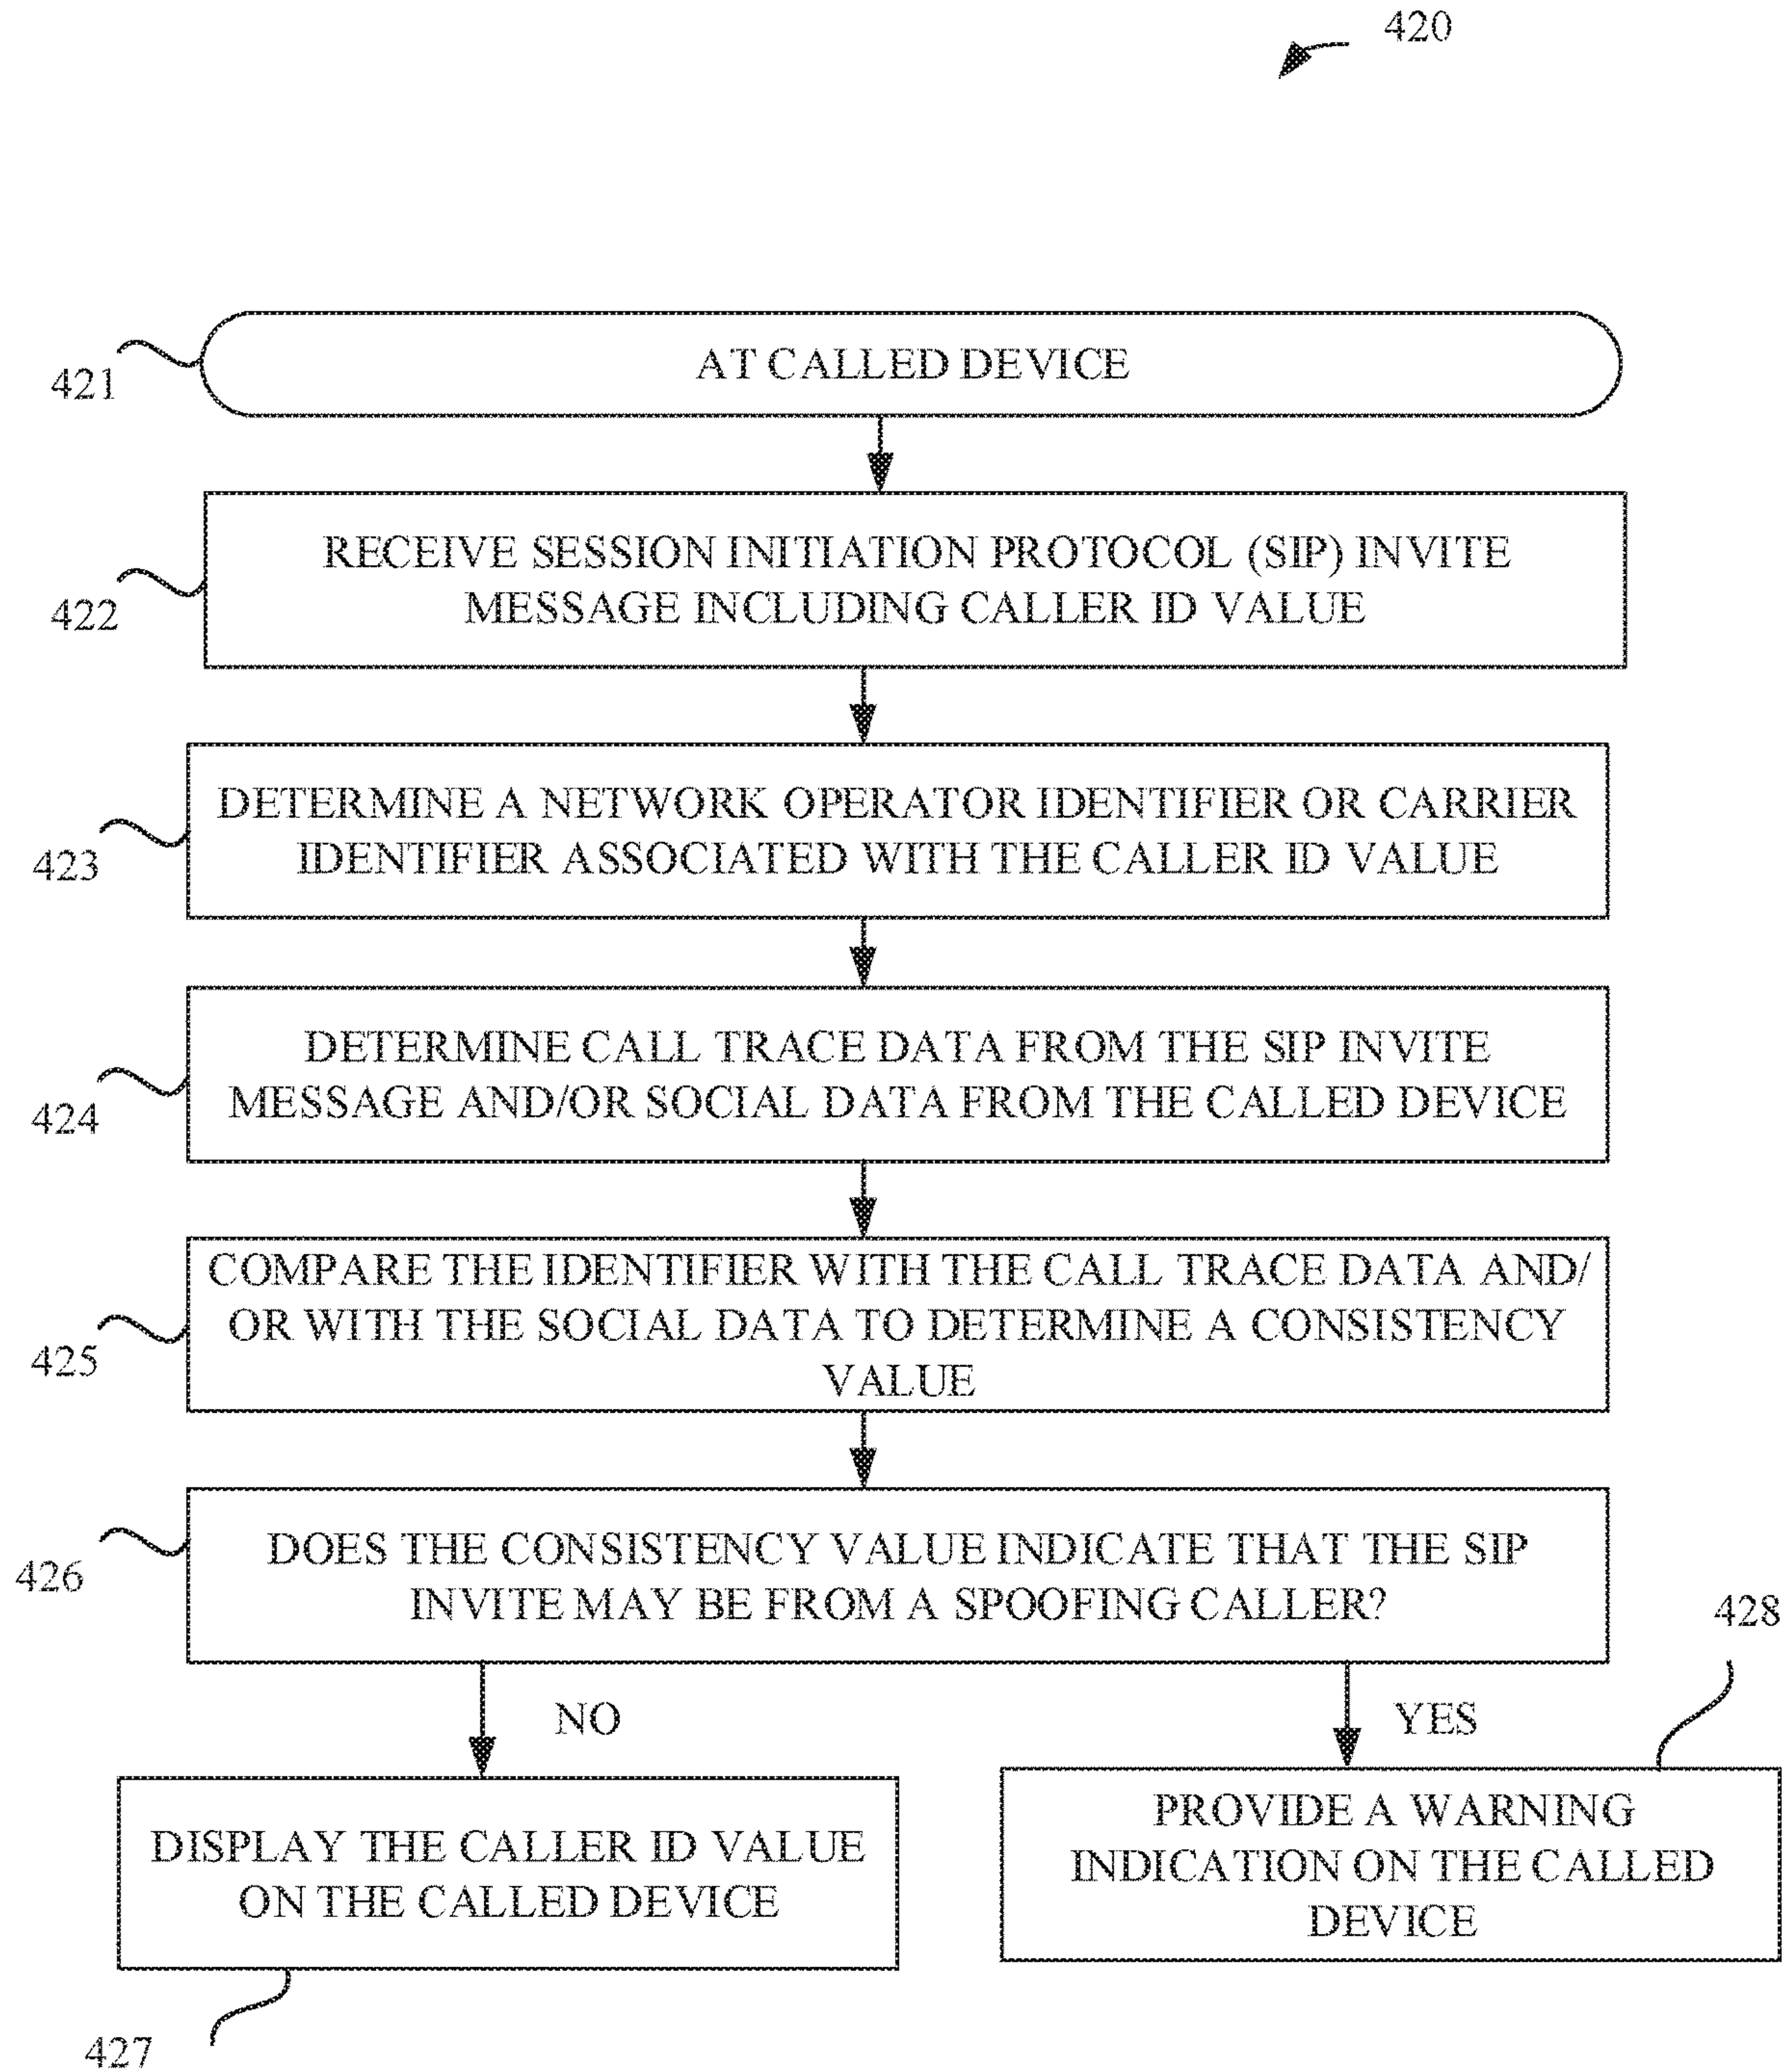 420
421
AT CALLED DEVICE
422
RECEIVE SESSION INITIATION PROTOCOL (SIP) INVITE
MESSAGE INCLUDING CALLER ID VALUE
423
DETERMINE A NETWORK OPERATOR IDENTIFIER OR CARRIER
IDENTIFIER ASSOCIATED WITH THE CALLER ID VALUE
424
DETERMINE CALL TRACE DATA FROM THE SIP INVITE
MESSAGE AND/OR SOCIAL DATA FROM THE CALLED DEVICE
425
COMPARE THE IDENTIFIER WITH THE CALL TRACE DATA AND/
OR WITH THE SOCIAL DATA TO DETERMINE A CONSISTENCY
VALUE
426
DOES THE CONSISTENCY VALUE INDICATE THAT THE SIP
INVITE MAY BE FROM A SPOOFING CALLER?
428
NO
YES
DISPLAY THE CALLER ID VALUE
ON THE CALLED DEVICE
427
PROVIDE A WARNING
INDICATION ON THE CALLED
DEVICE